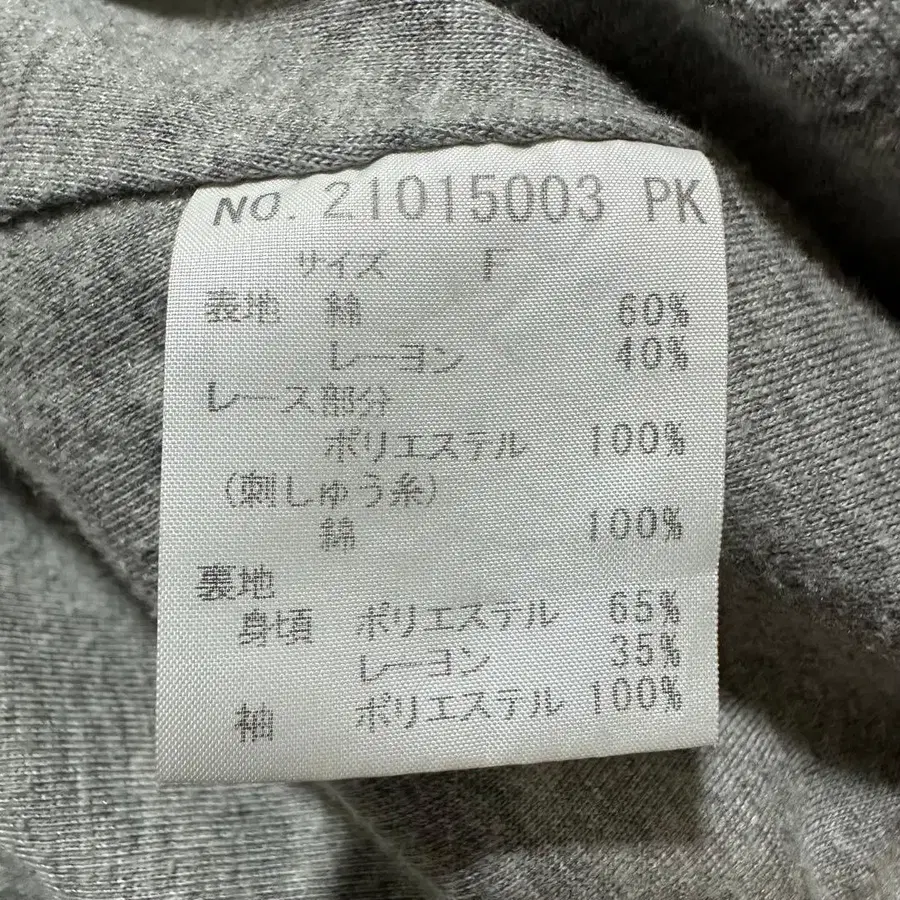 NO. 21015003 PK
サイズ F
表地 綿 60%
レーヨン 40%
レース部分
ポリエステル 100%
(刺しゅう糸)
綿 100%
裏地
身頃 ポリエステル 65%
レーヨン 35%
袖 ポリエステル 100%